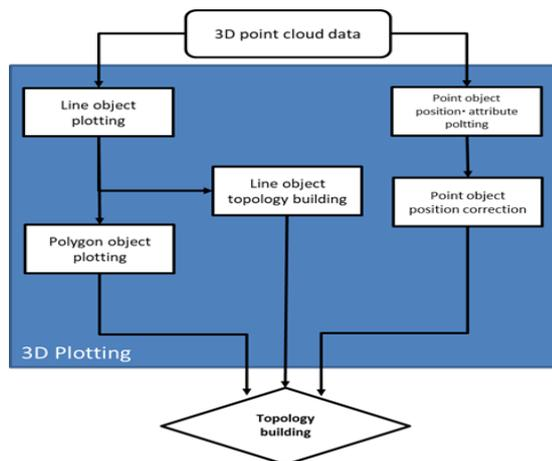 3D point cloud data
Line object
plotting
Point object
position・attribute
poltting
Line object
topology building
Point object
position correction
Polygon object
plotting
3D Plotting
Topology
building